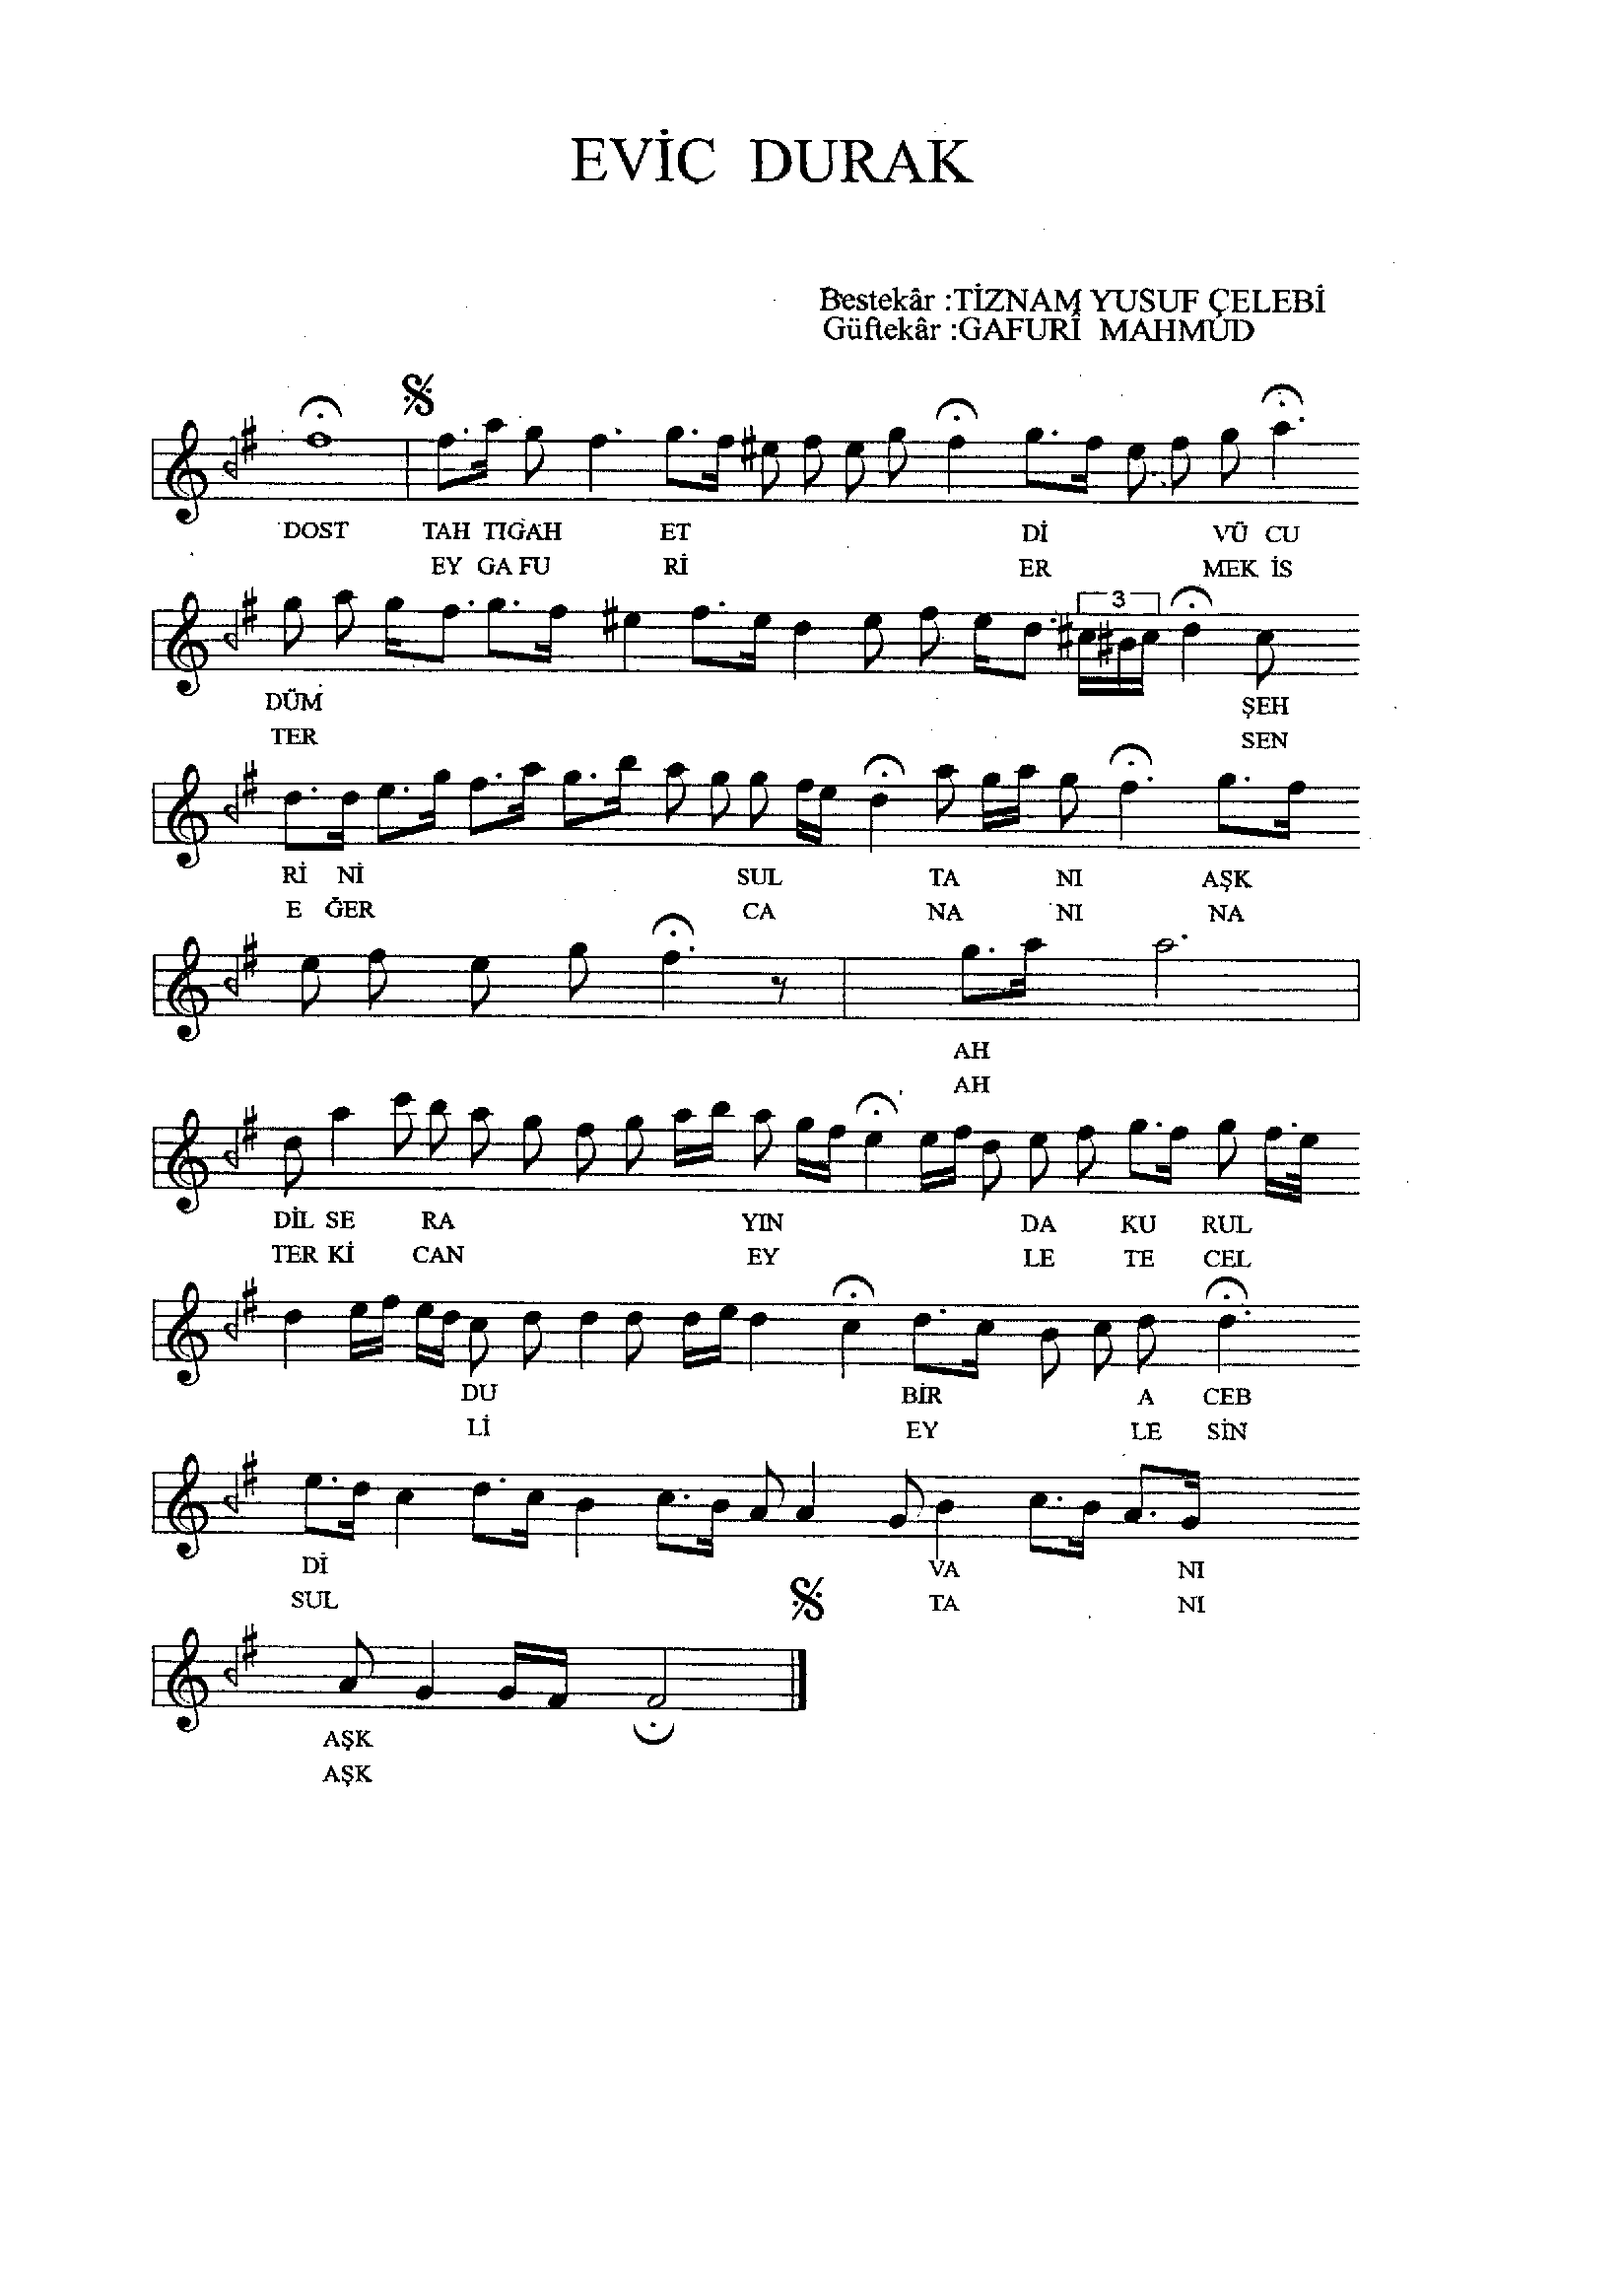 EVİÇ DURAK
Bestekâr :TİZNAM YUSUF ÇELEBİ
Güftekâr :GAFURÎ MAHMUD
DOST TAH TIGAH ET Dİ VÜ CU
EY GA FU Rİ ER MEK İS
3
DÜM ŞEH
TER SEN
Rİ Nİ SUL TA NI AŞK
E ĞER CA NA NI NA
AH
AH
DİL SE RA YIN DA KU RUL
TER Kİ CAN EY LE TE CEL
DU BİR A CEB
Lİ EY LE SİN
Dİ VA NI
SUL TA NI
AŞK
AŞK